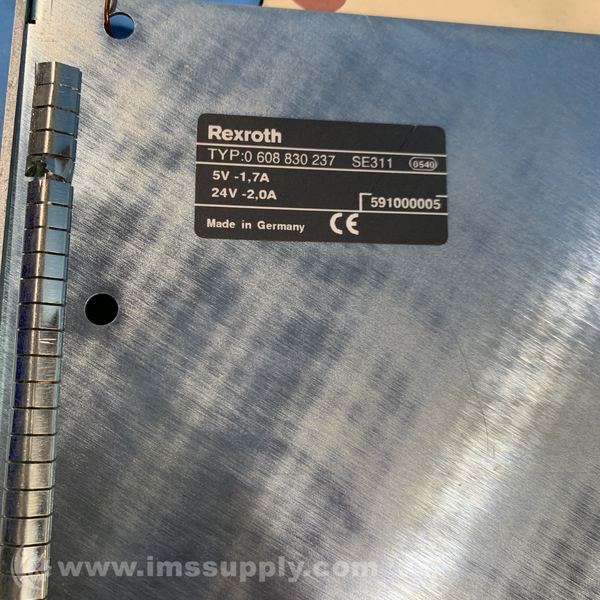 Rexroth
TYP:0 608 830 237 SE311 0540
5V -1,7A
24V -2,0A
591000005
Made in Germany CE
www.imssupply.com